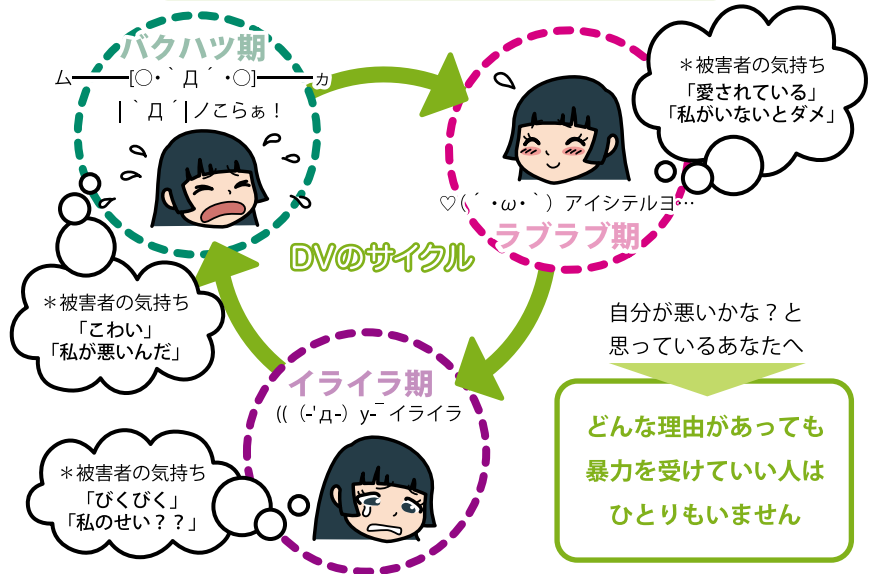 バクハツ期
ム━━━[○・｀Д´・○]━━━ヵ
|｀Д´|ノこらぁ！
＊被害者の気持ち
「こわい」
「私が悪いんだ」
＊被害者の気持ち
「愛されている」
「私がいないとダメ」
♡(´・ω・｀）アイシテルヨ…
ラブラブ期
DVのサイクル
イライラ期
((（-'д-）y-‾ イライラ
＊被害者の気持ち
「びくびく」
「私のせい？？」
自分が悪いかな？と
思っているあなたへ
どんな理由があっても
暴力を受けていい人は
ひとりもいません